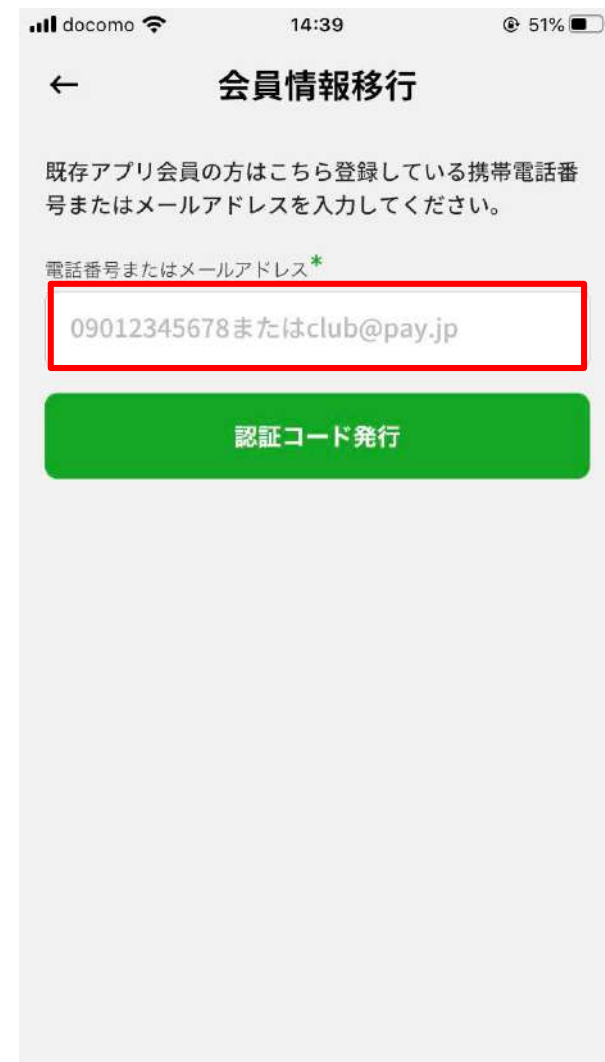 docomo 14:39 51%
← 会員情報移行
既存アプリ会員の方はこちら登録している携帯電話番
号またはメールアドレスを入力してください。
電話番号またはメールアドレス*
09012345678またはclub@pay.jp
認証コード発行